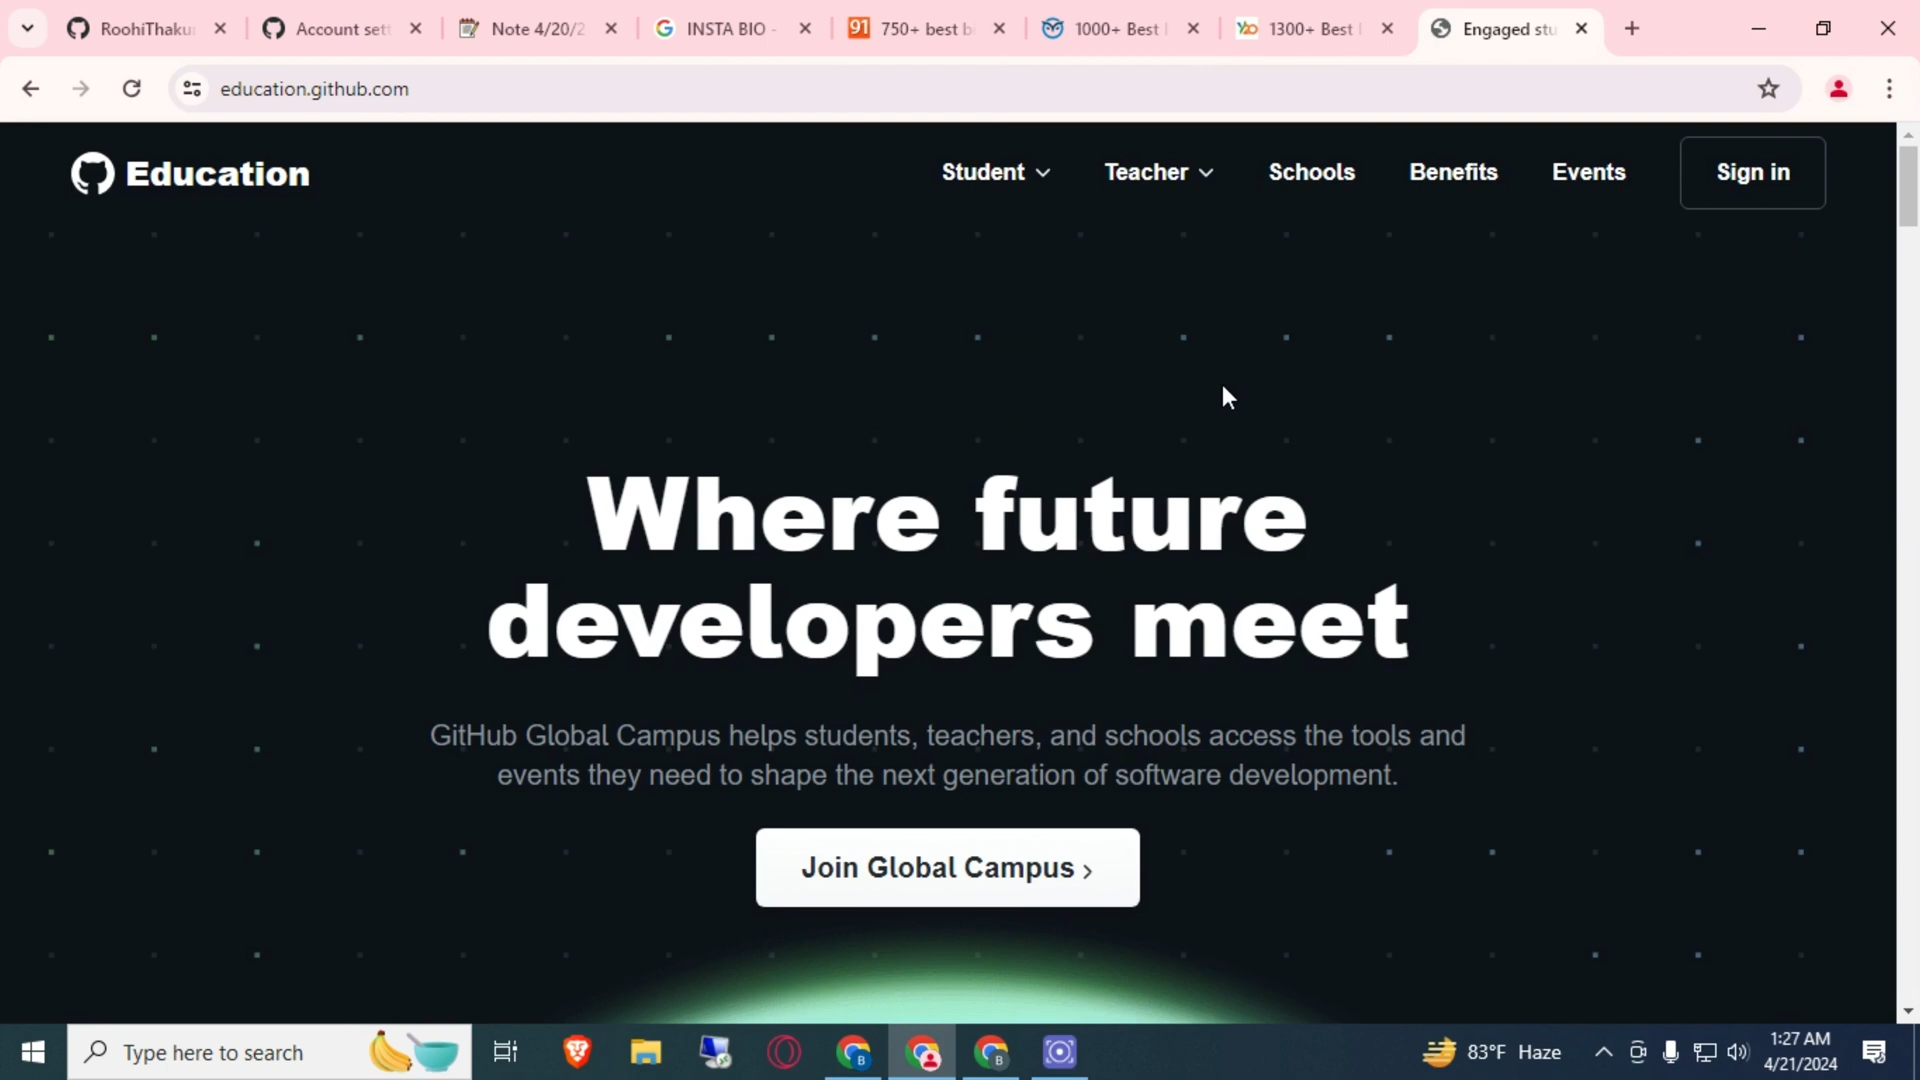 RoohiThaku
Account sett
Note 4/20/2
INSTA BIO -
91
750+ best b
1000+ Best
YO
1300+ Best
Engaged stu
education.github.com
Education
Student
Teacher
Schools
Benefits
Events
Sign in
Where future
developers meet
GitHub Global Campus helps students, teachers, and schools access the tools and
events they need to shape the next generation of software development.
Join Global Campus
Type here to search
B
B
83°F Haze
1:27 AM
4/21/2024